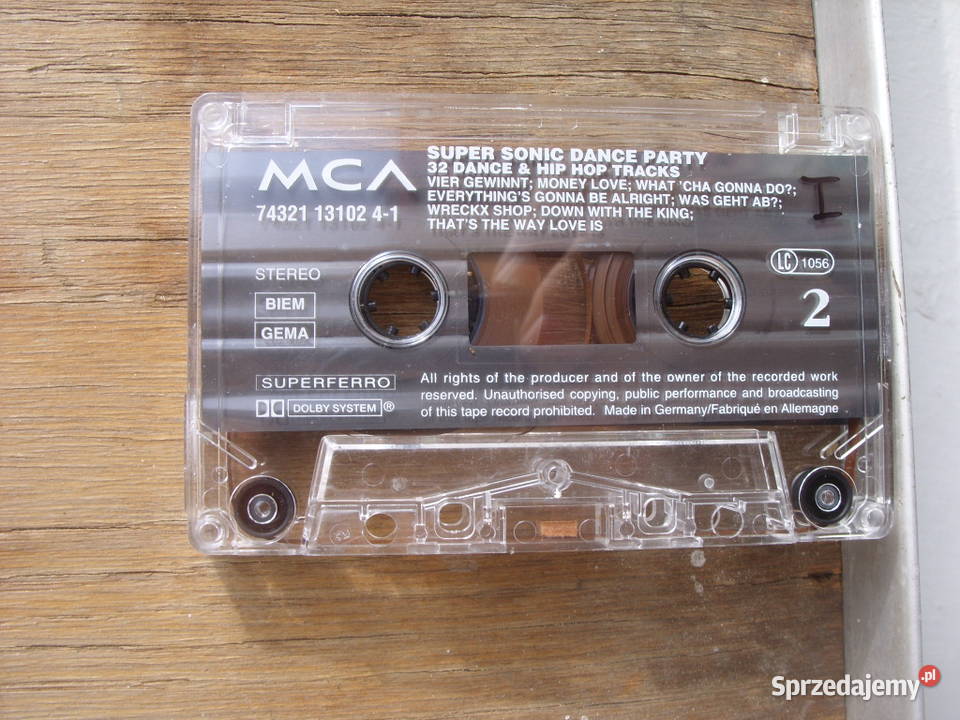 MCA
74321 13102 4-1
SUPER SONIC DANCE PARTY
32 DANCE & HIP HOP TRACKS
VIER GEWINNT; MONEY LOVE; WHAT 'CHA GONNA DO?;
EVERYTHING'S GONNA BE ALRIGHT; WAS GEHT AB?;
WRECKX SHOP; DOWN WITH THE KING;
THAT'S THE WAY LOVE IS
I
STEREO
BIEM
GEMA
LC 1056
2
SUPERFERRO
DOLBY SYSTEM ®
All rights of the producer and of the owner of the recorded work
reserved. Unauthorised copying, public performance and broadcasting
of this tape record prohibited. Made in Germany/Fabriqué en Allemagne
Sprzedajemy.pl